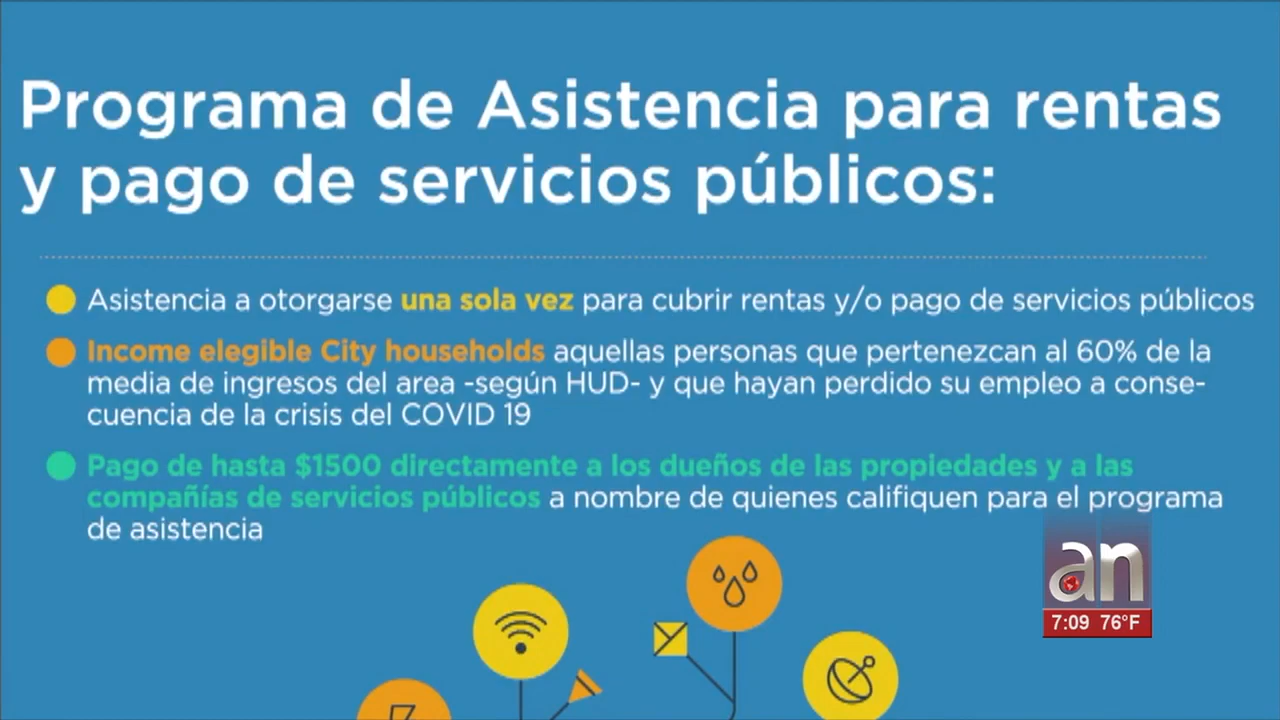 Programa de Asistencia para rentas
y pago de servicios públicos:
Asistencia a otorgarse una sola vez para cubrir rentas y/o pago de servicios públicos
Income elegible City households aquellas personas que pertenezcan al 60% de la
media de ingresos del area -según HUD- y que hayan perdido su empleo a conse-
cuencia de la crisis del COVID 19
Pago de hasta $1500 directamente a los dueños de las propiedades y a las
compañías de servicios públicos a nombre de quienes califiquen para el programa
de asistencia
an
7:09 76°F